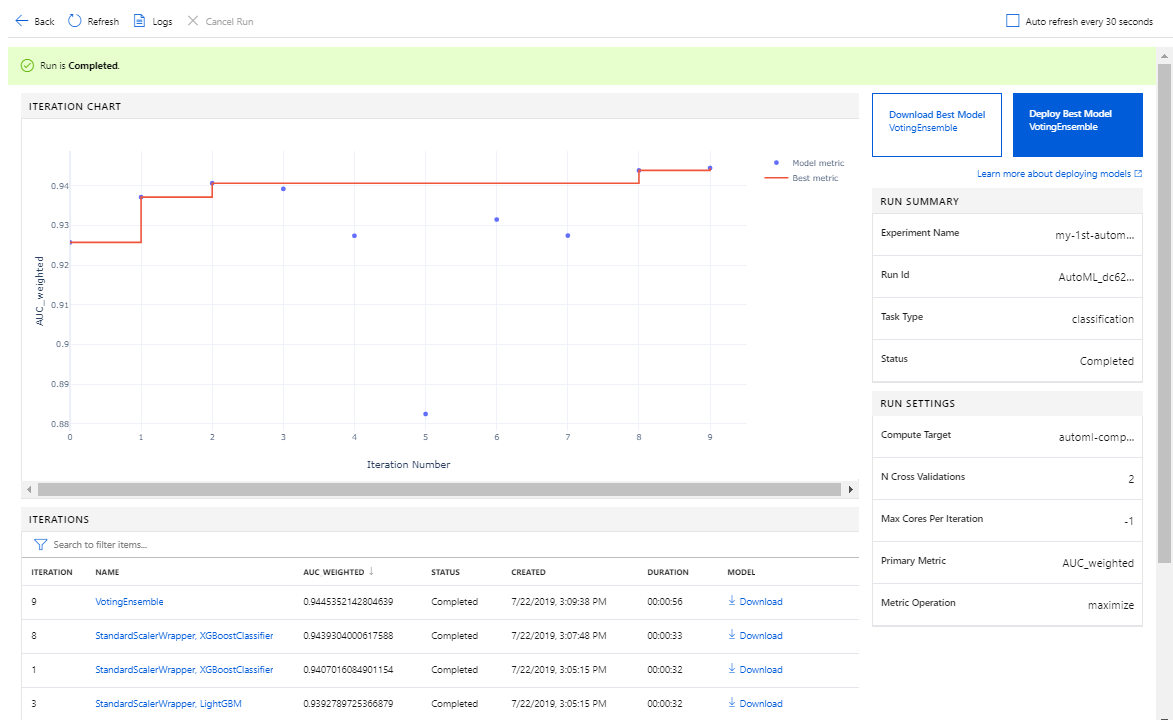 Back Refresh Logs Cancel Run Auto refresh every 30 seconds
Run is Completed.
ITERATION CHART
0.94
0.93
0.92
0.91
0.9
0.89
0.88
AUC_weighted
0 1 2 3 4 5 6 7 8 9
Iteration Number
Model metric
Best metric
ITERATIONS
Search to filter items...
ITERATION NAME AUC_WEIGHTED ↓ STATUS CREATED DURATION MODEL
9 VotingEnsemble 0.9445352142804639 Completed 7/22/2019, 3:09:38 PM 00:00:56 Download
8 StandardScalerWrapper, XGBoostClassifier 0.9439304000617588 Completed 7/22/2019, 3:07:48 PM 00:00:33 Download
1 StandardScalerWrapper, XGBoostClassifier 0.9407016084901154 Completed 7/22/2019, 3:05:15 PM 00:00:32 Download
3 StandardScalerWrapper, LightGBM 0.9392789725366879 Completed 7/22/2019, 3:05:15 PM 00:00:32 Download
Download Best Model
VotingEnsemble
Deploy Best Model
VotingEnsemble
Learn more about deploying models
RUN SUMMARY
Experiment Name my-1st-autom...
Run Id AutoML_dc62...
Task Type classification
Status Completed
RUN SETTINGS
Compute Target automl-comp...
N Cross Validations 2
Max Cores Per Iteration -1
Primary Metric AUC_weighted
Metric Operation maximize